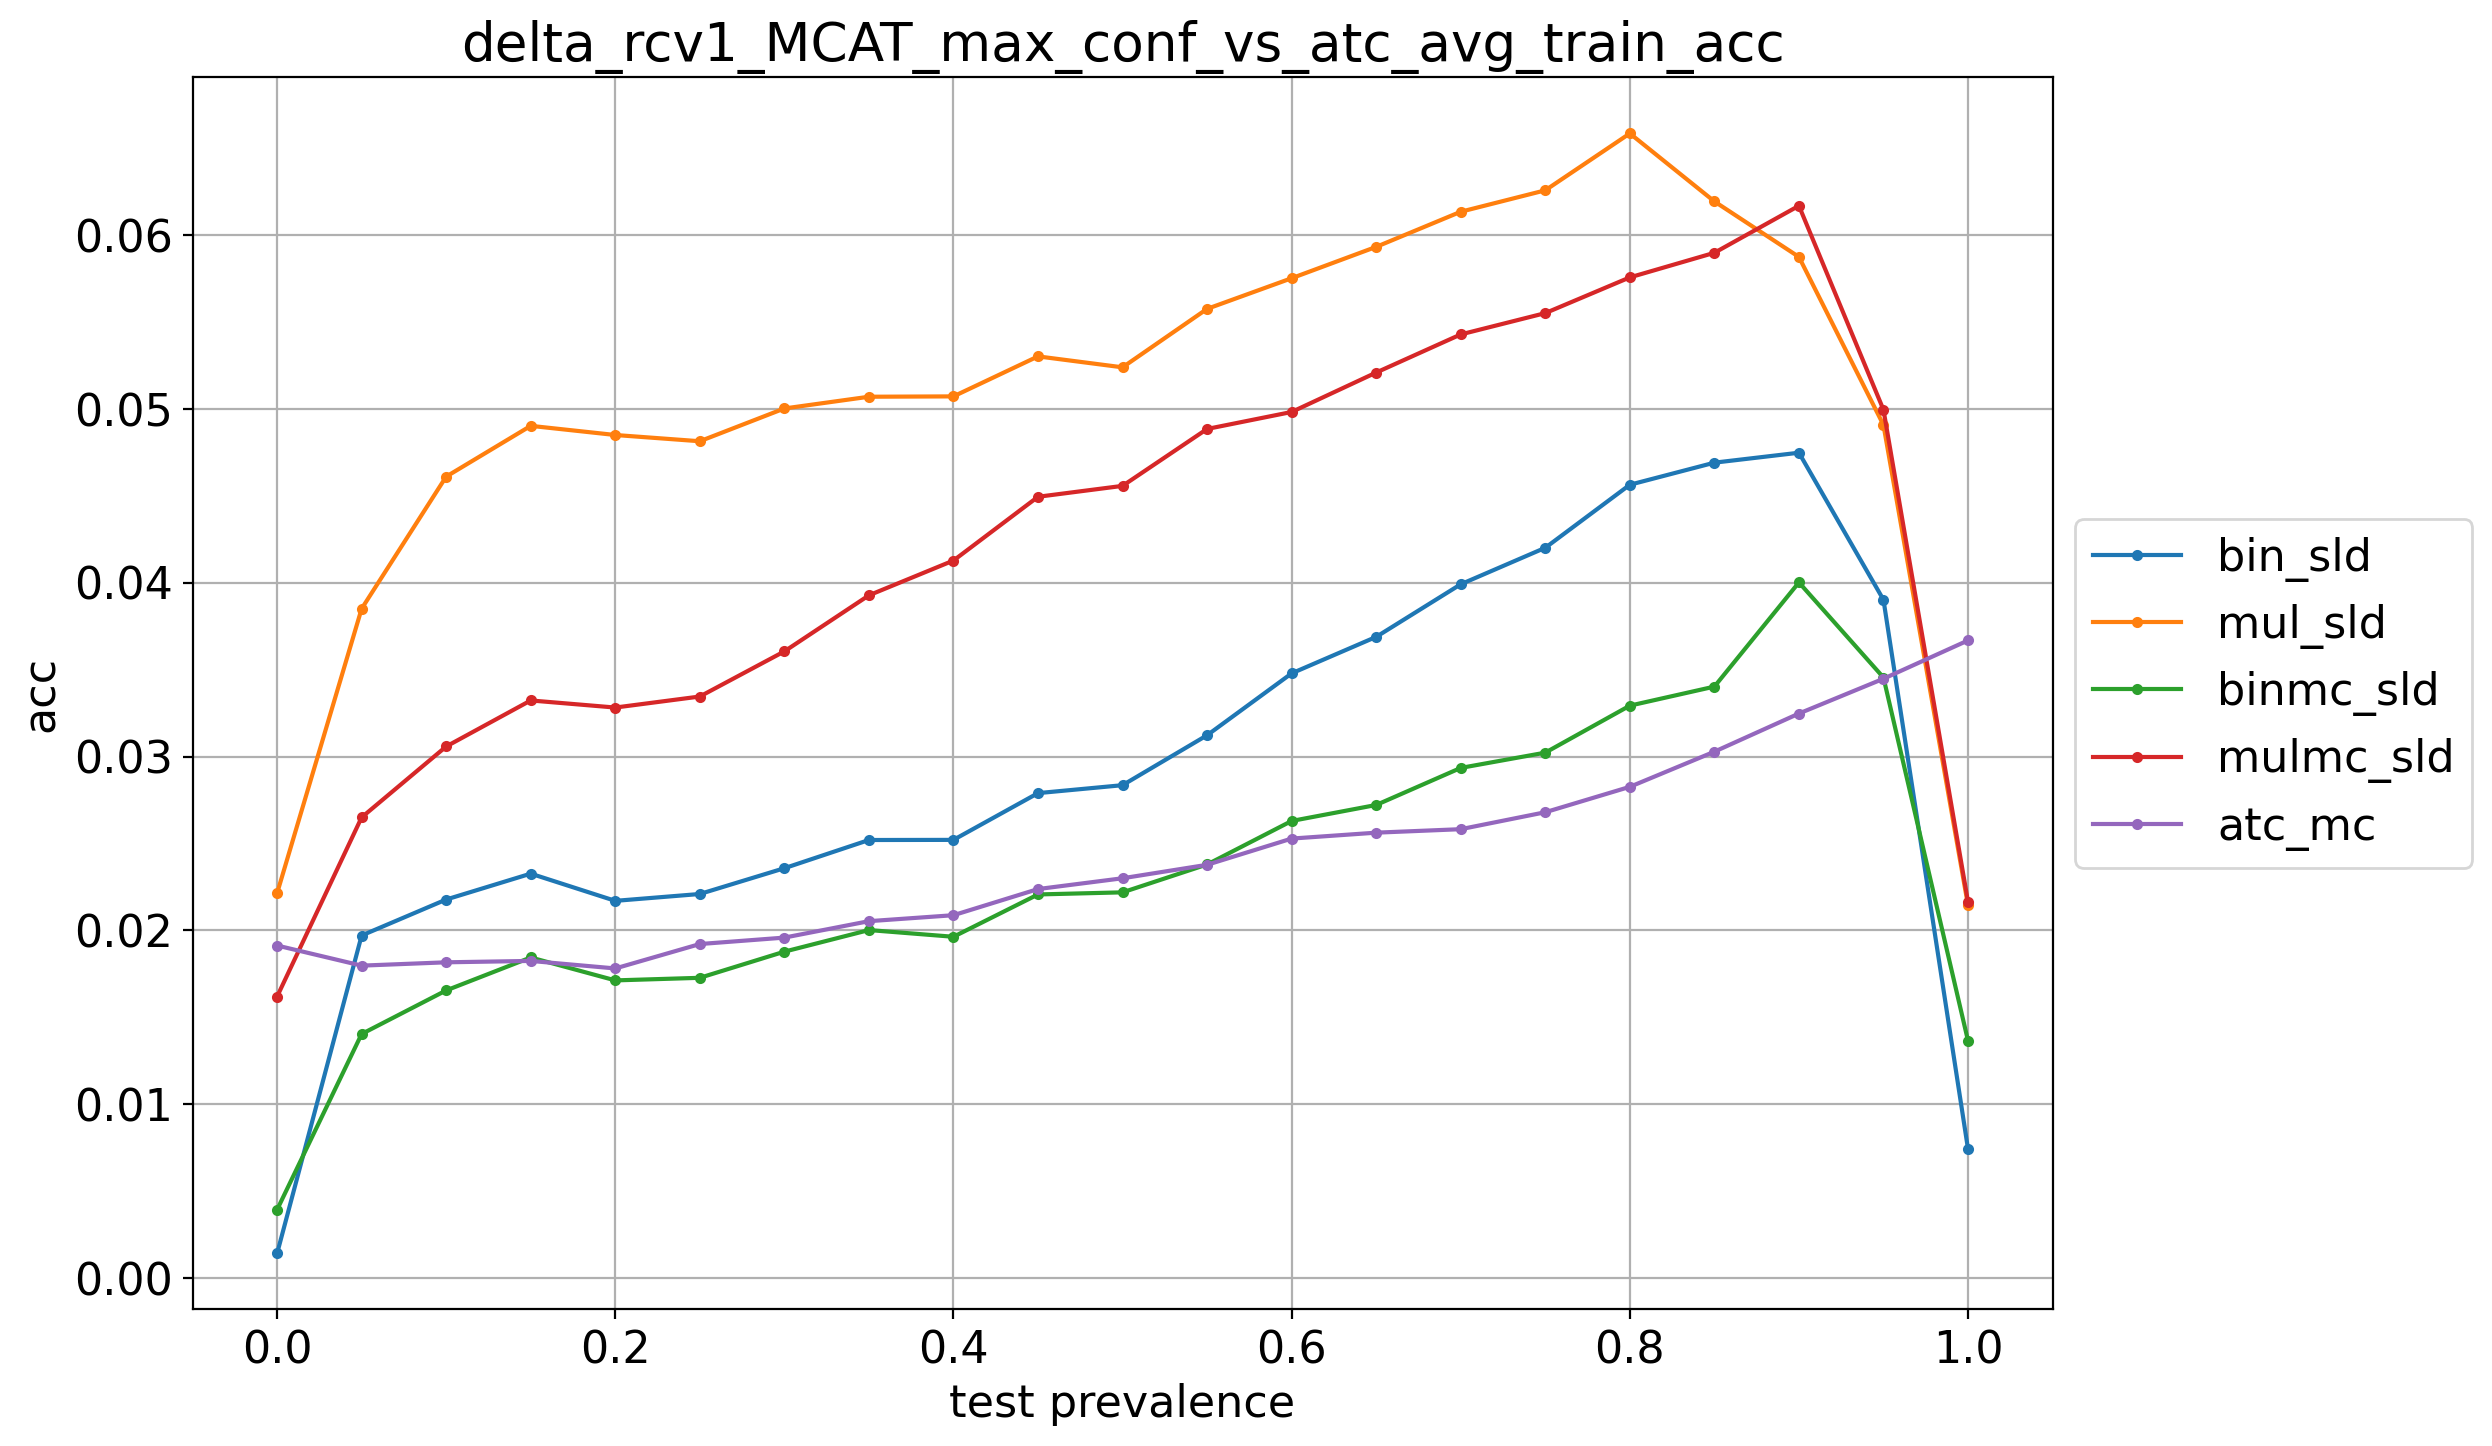 delta_rcv1_MCAT_max_conf_vs_atc_avg_train_acc
acc
0.06
0.05
0.04
0.03
0.02
0.01
0.00
0.0 0.2 0.4 0.6 0.8 1.0
test prevalence
bin_sld
mul_sld
binmc_sld
mulmc_sld
atc_mc